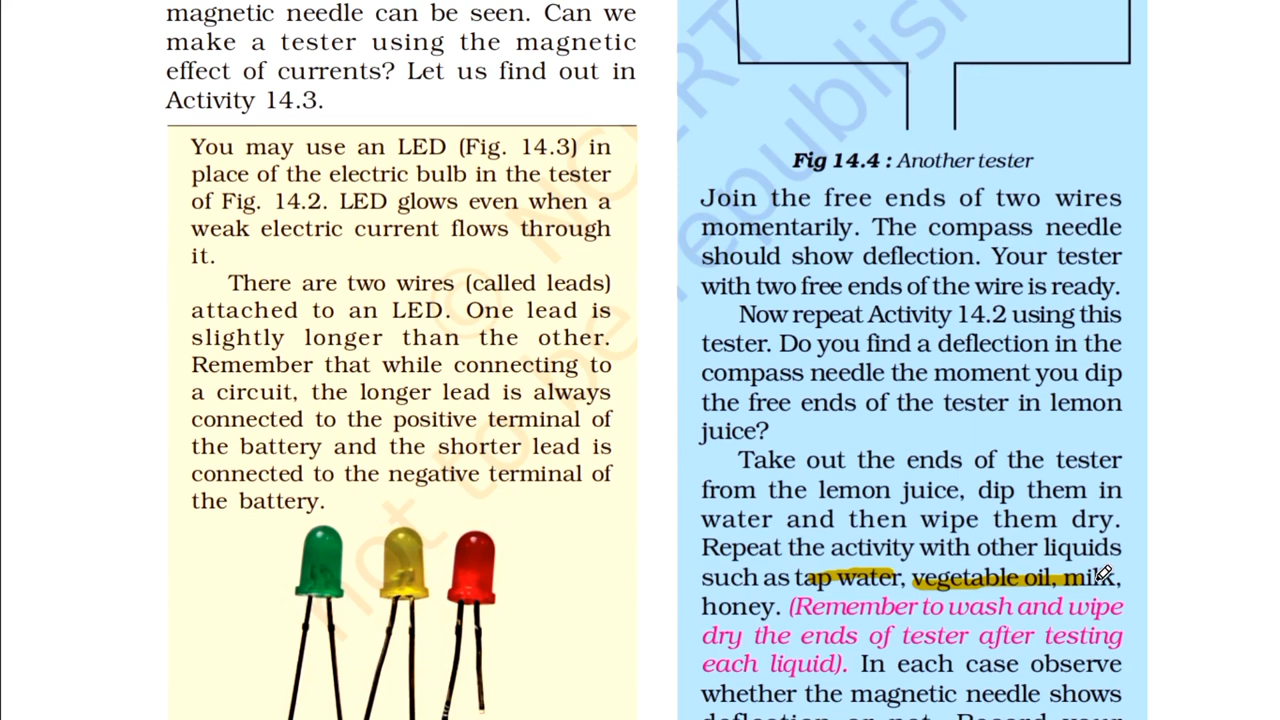 magnetic needle can be seen. Can we
make a tester using the magnetic
effect of currents? Let us find out in
Activity 14.3.
You may use an LED (Fig. 14.3) in
place of the electric bulb in the tester
of Fig. 14.2. LED glows even when a
weak electric current flows through
it.
There are two wires (called leads)
attached to an LED. One lead is
slightly longer than the other.
Remember that while connecting to
a circuit, the longer lead is always
connected to the positive terminal of
the battery and the shorter lead is
connected to the negative terminal of
the battery.
Fig 14.4 : Another tester
Join the free ends of two wires
momentarily. The compass needle
should show deflection. Your tester
with two free ends of the wire is ready.
Now repeat Activity 14.2 using this
tester. Do you find a deflection in the
compass needle the moment you dip
the free ends of the tester in lemon
juice?
Take out the ends of the tester
from the lemon juice, dip them in
water and then wipe them dry.
Repeat the activity with other liquids
such as tap water, vegetable oil, milk,
honey. (Remember to wash and wipe
dry the ends of tester after testing
each liquid). In each case observe
whether the magnetic needle shows
deflection or not. Record your
© NCERT
not to be republish